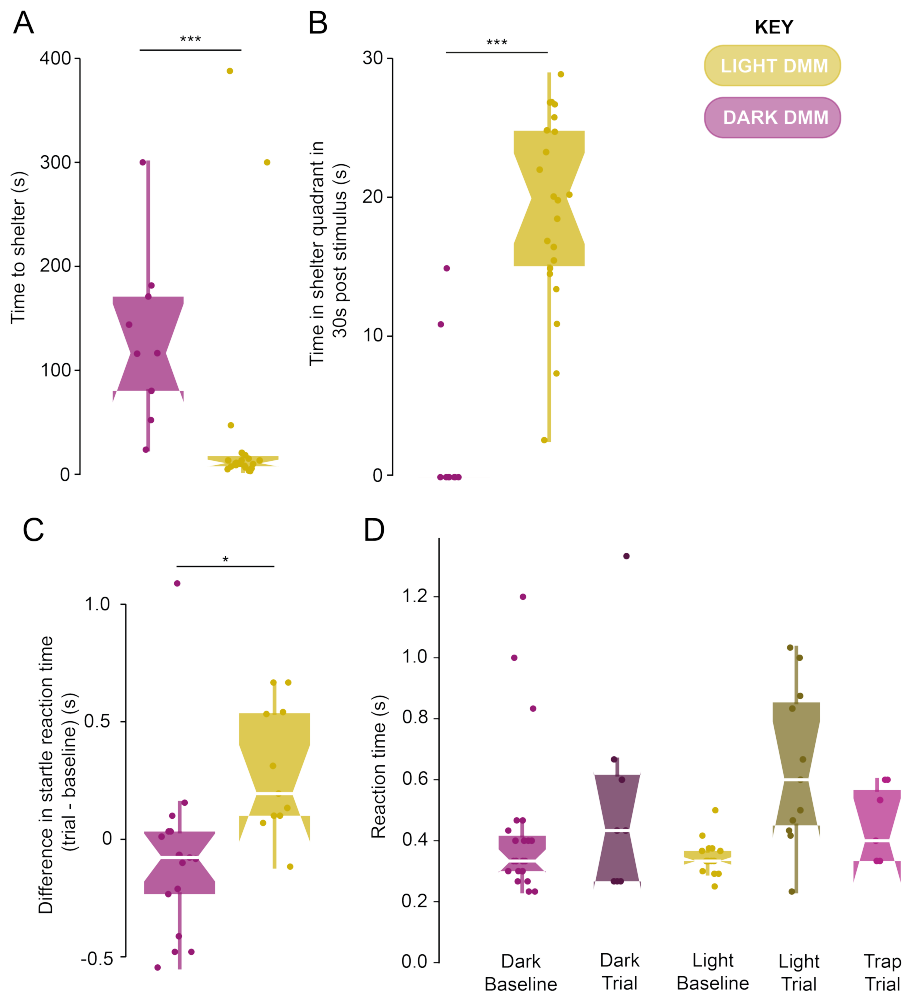 A
B
KEY
LIGHT DMM
DARK DMM
***
***
400
300
200
100
0
Time to shelter (s)
30
20
10
0
Time in shelter quadrant in
30s post stimulus (s)
C
D
*
1.0
0.5
0
-0.5
Difference in startle reaction time
(trial - baseline) (s)
1.2
1.0
0.8
0.6
0.4
0.2
0.0
Reaction time (s)
Dark
Baseline
Dark
Trial
Light
Baseline
Light
Trial
Trap
Trial